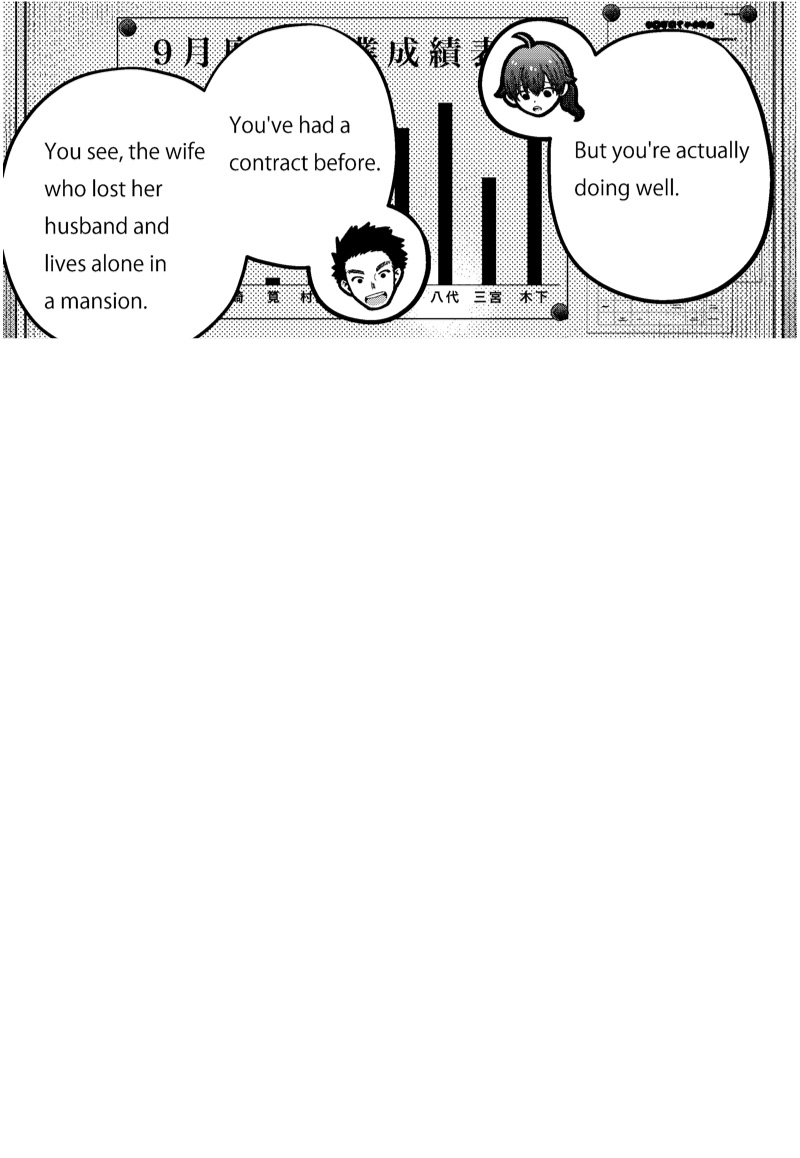 9月
業成績表
But you're actually
doing well.
You've had a
contract before.
You see, the wife
who lost her
husband and
lives alone in
a mansion.
筧 村 八代 三宮 木下